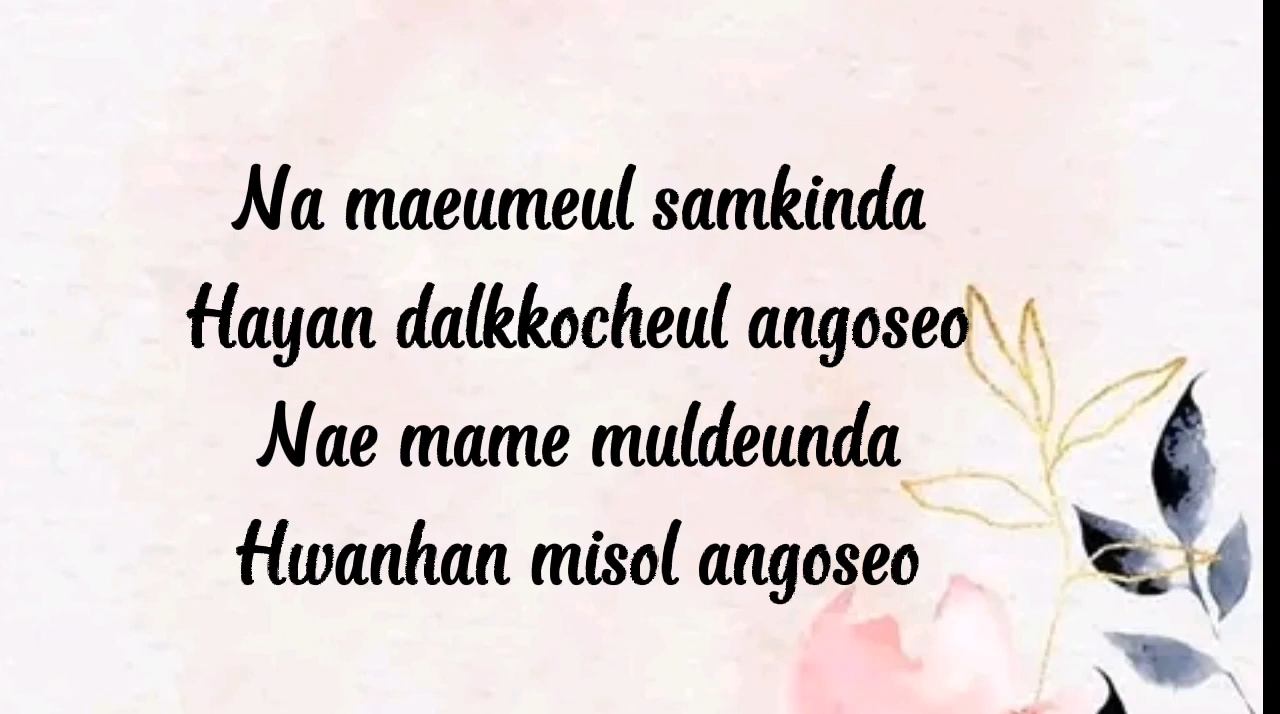 Na maeumeul samkinda
Hayan dalkkocheul angoseo
Nae mame muldeunda
Hwanhan misol angoseo